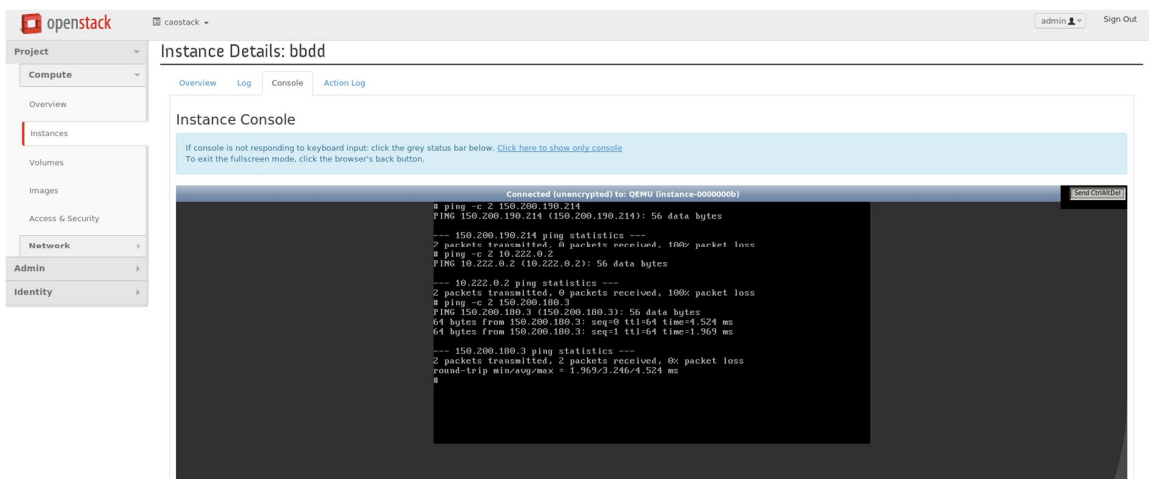 openstack
caostack
admin
Sign Out
Project
Compute
Overview
Instances
Volumes
Images
Access & Security
Network
Admin
Identity
Instance Details: bbdd
Overview Log Console Action Log
Instance Console
If console is not responding to keyboard input: click the grey status bar below. Click here to show only console
To exit the fullscreen mode, click the browser's back button.
Connected (unencrypted) to: QEMU (instance-0000000b)
Send CtrlAltDel
# ping -c 2 150.200.190.214
PING 150.200.190.214 (150.200.190.214): 56 data bytes
--- 150.200.190.214 ping statistics ---
2 packets transmitted, 0 packets received, 100% packet loss
# ping -c 2 10.222.0.2
PING 10.222.0.2 (10.222.0.2): 56 data bytes
--- 10.222.0.2 ping statistics ---
2 packets transmitted, 0 packets received, 100% packet loss
# ping -c 2 150.200.180.3
PING 150.200.180.3 (150.200.180.3): 56 data bytes
64 bytes from 150.200.180.3: seq=0 ttl=64 time=4.524 ms
64 bytes from 150.200.180.3: seq=1 ttl=64 time=1.969 ms
--- 150.200.180.3 ping statistics ---
2 packets transmitted, 2 packets received, 0% packet loss
round-trip min/avg/max = 1.969/3.246/4.524 ms
#